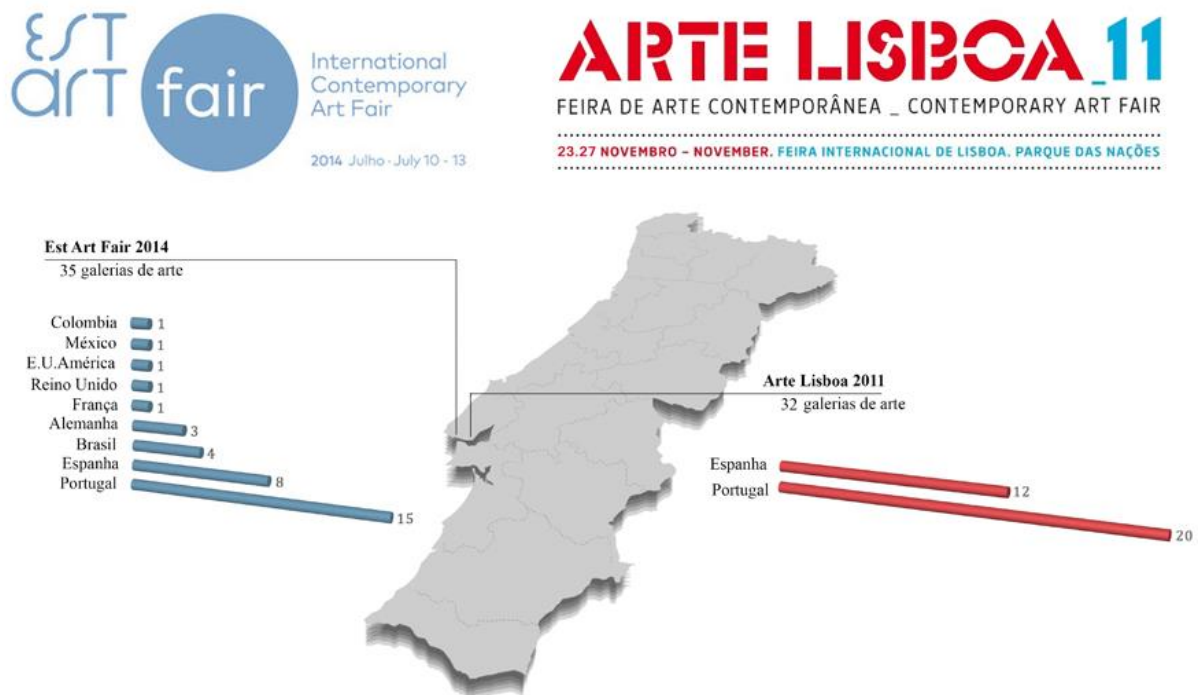 EST
ART fair
International
Contemporary
Art Fair
2014 Julho · July 10 - 13
ARTE LISBOA_11
FEIRA DE ARTE CONTEMPORÂNEA _ CONTEMPORARY ART FAIR
23.27 NOVEMBRO – NOVEMBER. FEIRA INTERNACIONAL DE LISBOA. PARQUE DAS NAÇÕES
Est Art Fair 2014
35 galerias de arte
Colombia 1
México 1
E.U.América 1
Reino Unido 1
França 1
Alemanha 3
Brasil 4
Espanha 8
Portugal 15
Arte Lisboa 2011
32 galerias de arte
Espanha 12
Portugal 20